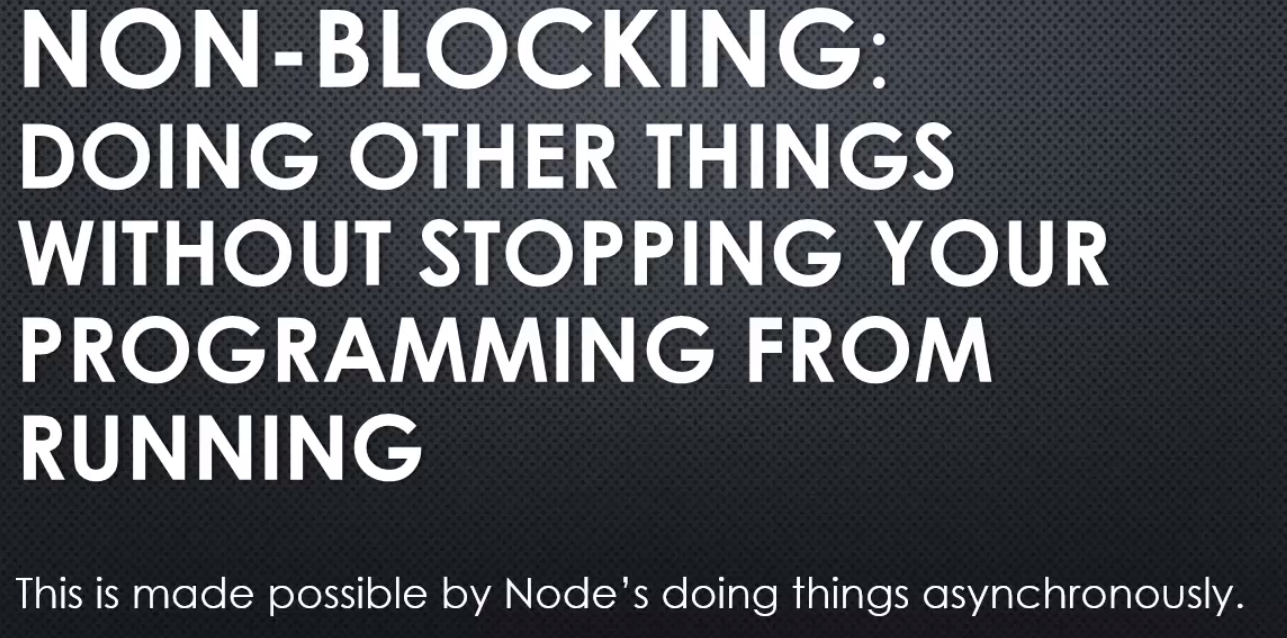 NON-BLOCKING:
DOING OTHER THINGS
WITHOUT STOPPING YOUR
PROGRAMMING FROM
RUNNING
This is made possible by Node’s doing things asynchronously.